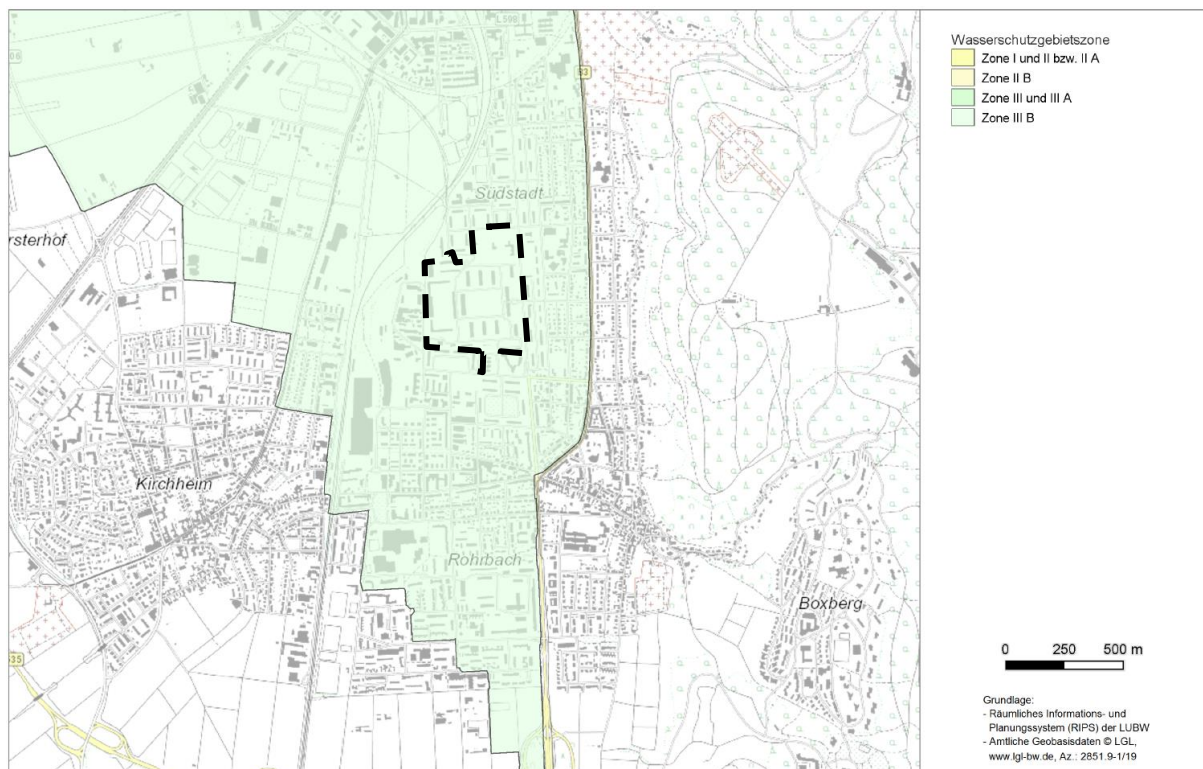 L 598
B3
Südstadt
rsterhof
Kirchheim
Rohrbach
Boxberg
535
Wasserschutzgebietszone
Zone I und II bzw. II A
Zone II B
Zone III und III A
Zone III B
0 250 500 m
Grundlage:
- Räumliches Informations- und
Planungssystem (RIPS) der LUBW
- Amtliche Geobasisdaten © LGL,
www.lgl-bw.de, Az.: 2851.9-1/19